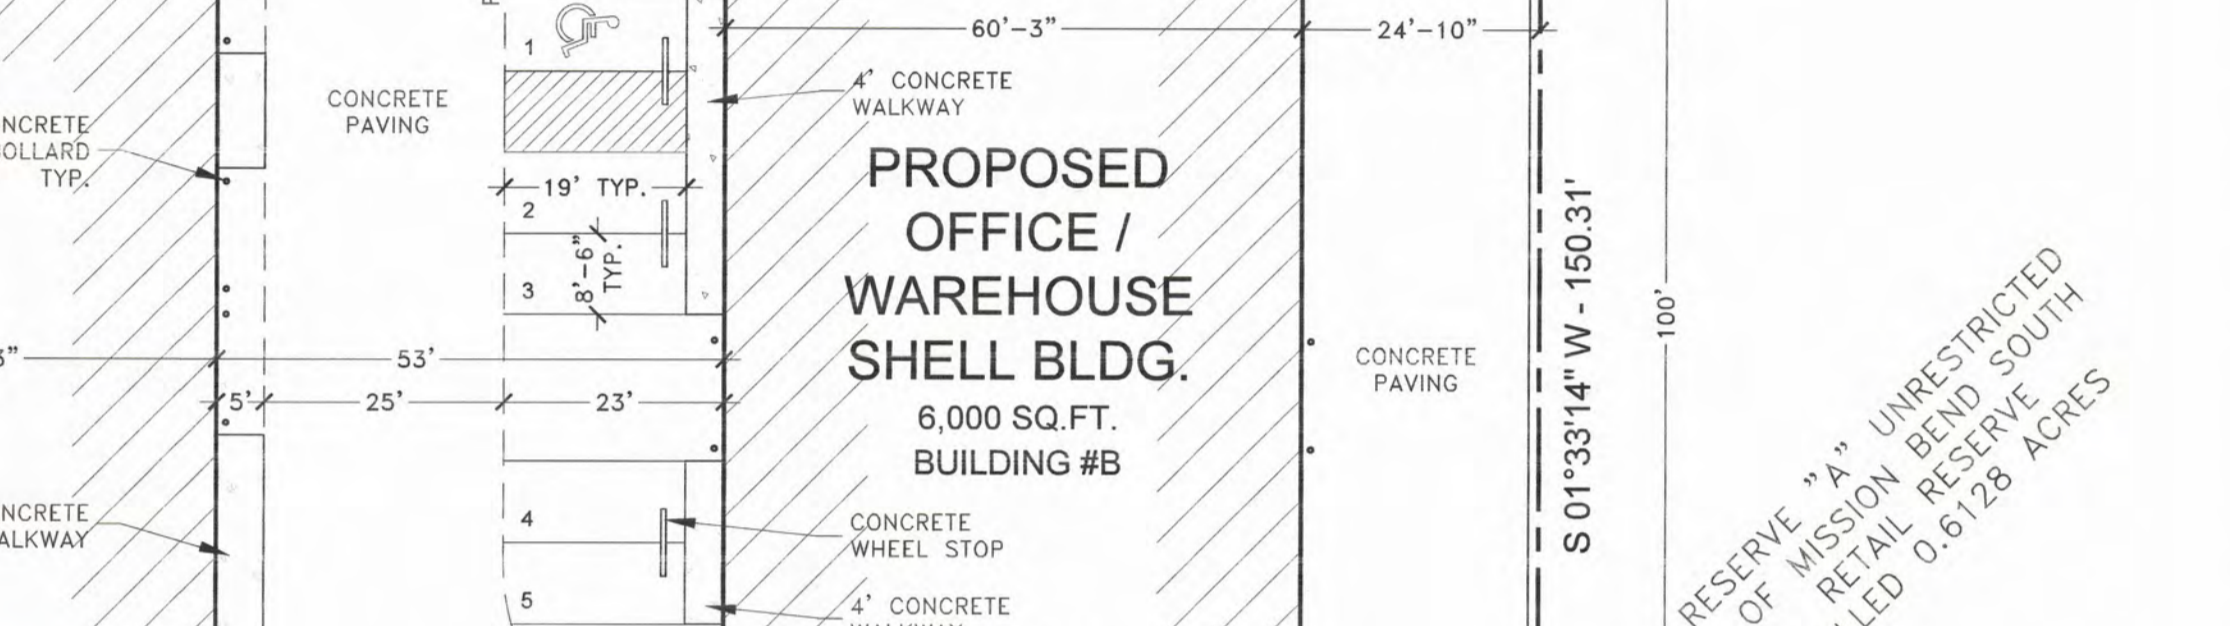 60'-3"
24'-10"
1
4' CONCRETE
WALKWAY
CONCRETE
PAVING
NCRETE
OLLARD
TYP.
PROPOSED
OFFICE /
WAREHOUSE
SHELL BLDG.
6,000 SQ.FT.
BUILDING #B
19' TYP.
2
8'-6"
TYP.
3
53'
5'
25'
23'
CONCRETE
PAVING
S 01°33'14" W - 150.31'
100'
RESERVE "A" UNRESTRICTED
OF MISSION BEND SOUTH
RETAIL RESERVE
LLED 0.6128 ACRES
4
CONCRETE
WHEEL STOP
NCRETE
ALKWAY
5
4' CONCRETE